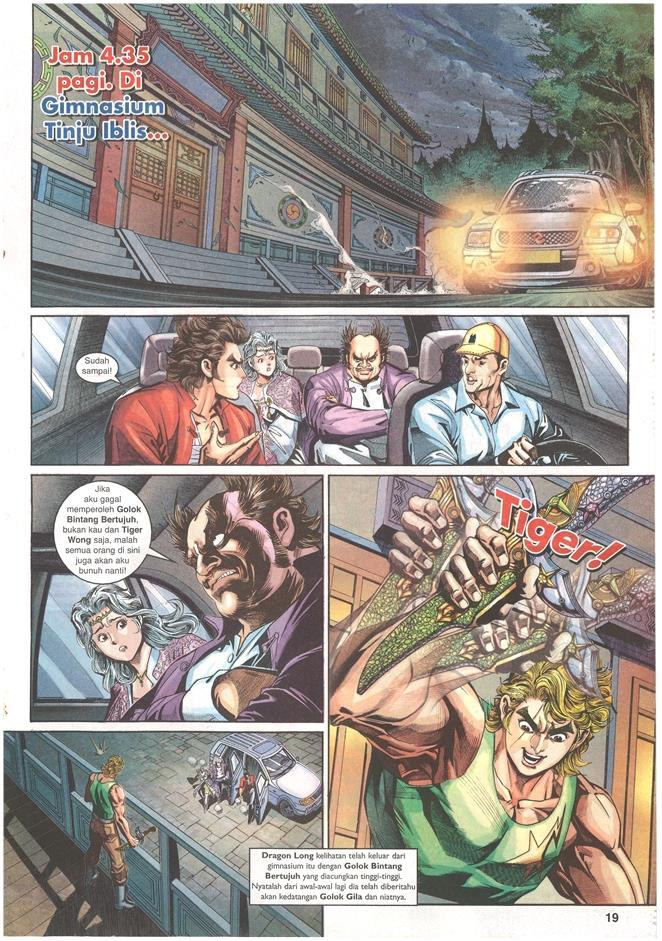 Jam 4.35
pagi. Di
Gimnasium
Tinju Iblis...
Sudah
sampai!
Jika
aku gagal
memperoleh Golok
Bintang Bertujuh,
bukan kau dan Tiger
Wong saja, malah
semua orang di sini
juga akan aku
bunuh nanti!
Tiger!
Dragon Long kelihatan telah keluar dari
gimnasium itu dengan Golok Bintang
Bertujuh yang diacungkan tinggi-tinggi.
Nyatalah dari awal-awal lagi dia telah diberitahu
akan kedatangan Golok Gila dan niatnya.
19